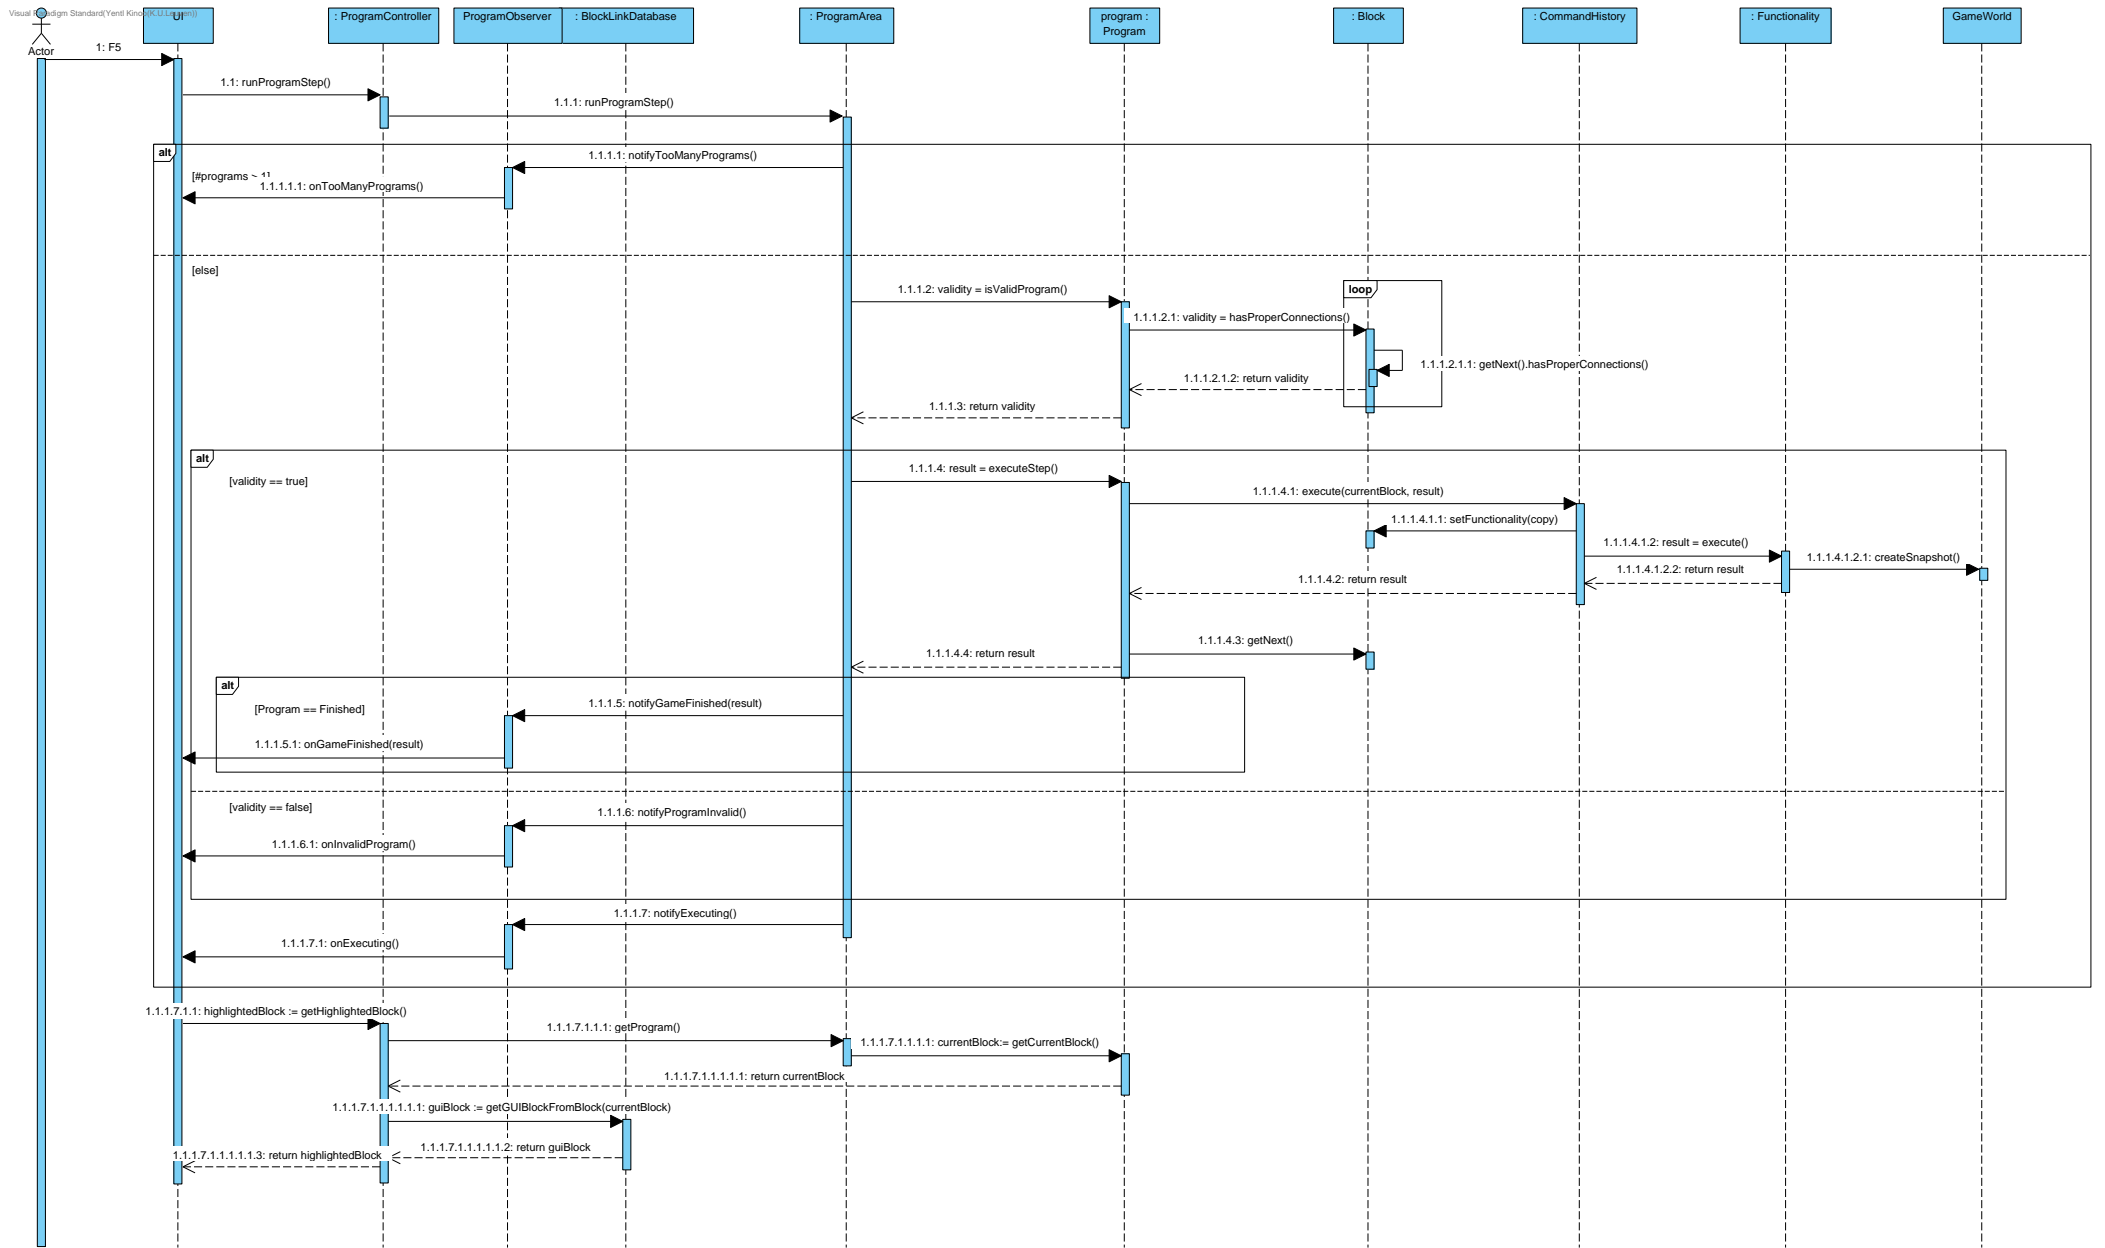 Visual Paradigm Standard(Yentl Kinoo(K.U.Leuven))
Actor
UI
: ProgramController
ProgramObserver
: BlockLinkDatabase
: ProgramArea
program :
Program
: Block
: CommandHistory
: Functionality
GameWorld
1: F5
1.1: runProgramStep()
1.1.1: runProgramStep()
alt
1.1.1.1: notifyTooManyPrograms()
[#programs > 1]
1.1.1.1.1: onTooManyPrograms()
[else]
loop
1.1.1.2: validity = isValidProgram()
1.1.1.2.1: validity = hasProperConnections()
1.1.1.2.1.1: getNext().hasProperConnections()
1.1.1.2.1.2: return validity
1.1.1.3: return validity
alt
[validity == true]
1.1.1.4: result = executeStep()
1.1.1.4.1: execute(currentBlock, result)
1.1.1.4.1.1: setFunctionality(copy)
1.1.1.4.1.2: result = execute()
1.1.1.4.1.2.1: createSnapshot()
1.1.1.4.1.2.2: return result
1.1.1.4.2: return result
1.1.1.4.3: getNext()
1.1.1.4.4: return result
alt
[Program == Finished]
1.1.1.5: notifyGameFinished(result)
1.1.1.5.1: onGameFinished(result)
[validity == false]
1.1.1.6: notifyProgramInvalid()
1.1.1.6.1: onInvalidProgram()
1.1.1.7: notifyExecuting()
1.1.1.7.1: onExecuting()
1.1.1.7.1.1: highlightedBlock := getHighlightedBlock()
1.1.1.7.1.1.1: getProgram()
1.1.1.7.1.1.1.1: currentBlock:= getCurrentBlock()
1.1.1.7.1.1.1.1.1: return currentBlock
1.1.1.7.1.1.1.1.1.1: guiBlock := getGUIBlockFromBlock(currentBlock)
1.1.1.7.1.1.1.1.1.2: return guiBlock
1.1.1.7.1.1.1.1.1.3: return highlightedBlock